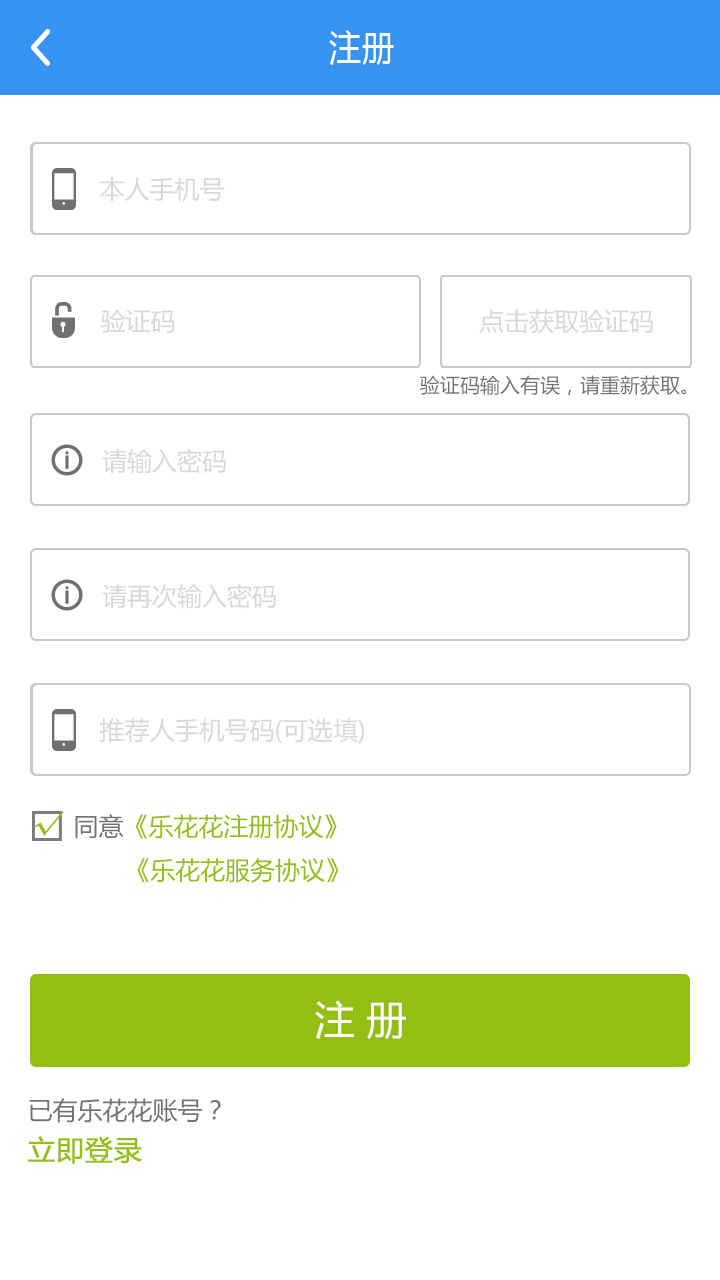 注册
本人手机号
验证码 点击获取验证码
验证码输入有误，请重新获取。
请输入密码
请再次输入密码
推荐人手机号码(可选填)
同意《乐花花注册协议》
《乐花花服务协议》
注 册
已有乐花花账号？
立即登录